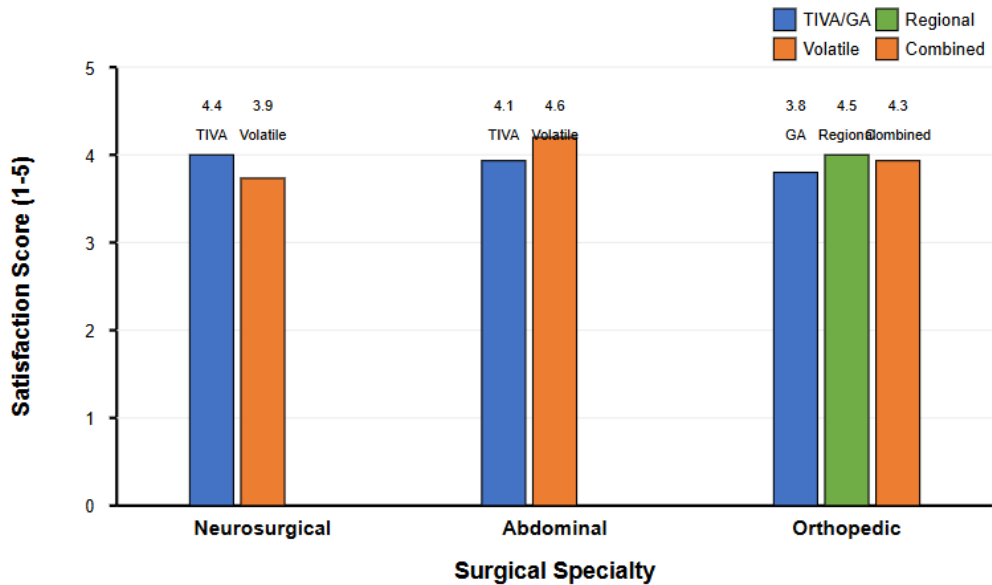 TIVA/GA Regional
Volatile Combined
5
4.4 3.9 4.1 4.6 3.8 4.5 4.3
TIVA Volatile TIVA Volatile GA Regional Combined
4
3
2
1
0
Satisfaction Score (1-5)
Neurosurgical Abdominal Orthopedic
Surgical Specialty